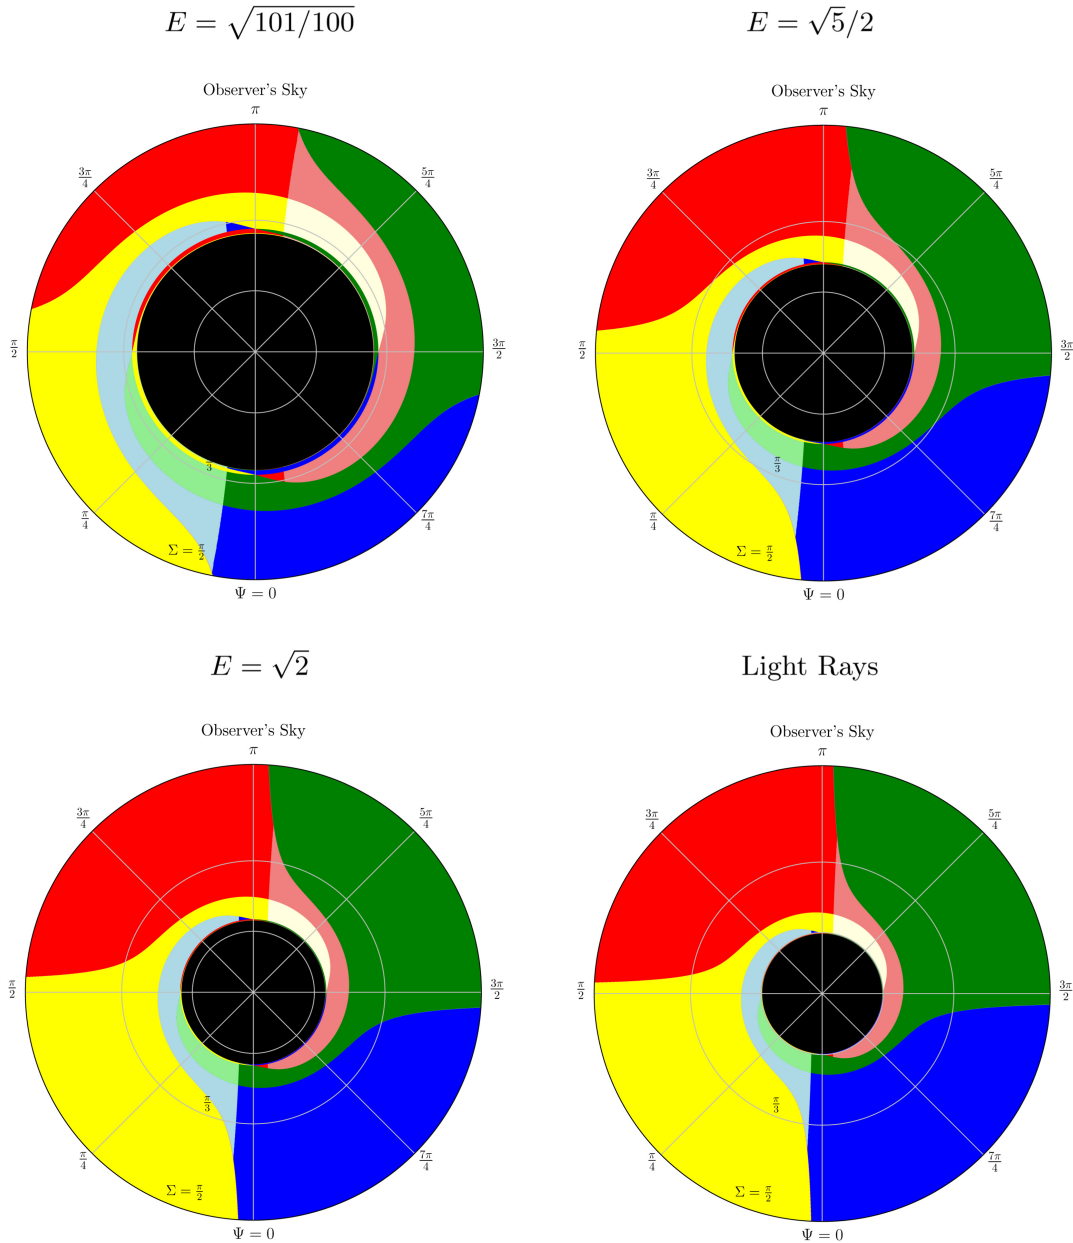 E = √101/100
Observer's Sky
π
3π/4
5π/4
π/2
3π/2
π/3
π/4
7π/4
Σ = π/2
Ψ = 0
E = √5/2
Observer's Sky
π
3π/4
5π/4
π/2
3π/2
π/3
π/4
7π/4
Σ = π/2
Ψ = 0
E = √2
Observer's Sky
π
3π/4
5π/4
π/2
3π/2
π/3
π/4
7π/4
Σ = π/2
Ψ = 0
Light Rays
Observer's Sky
π
3π/4
5π/4
π/2
3π/2
π/3
π/4
7π/4
Σ = π/2
Ψ = 0